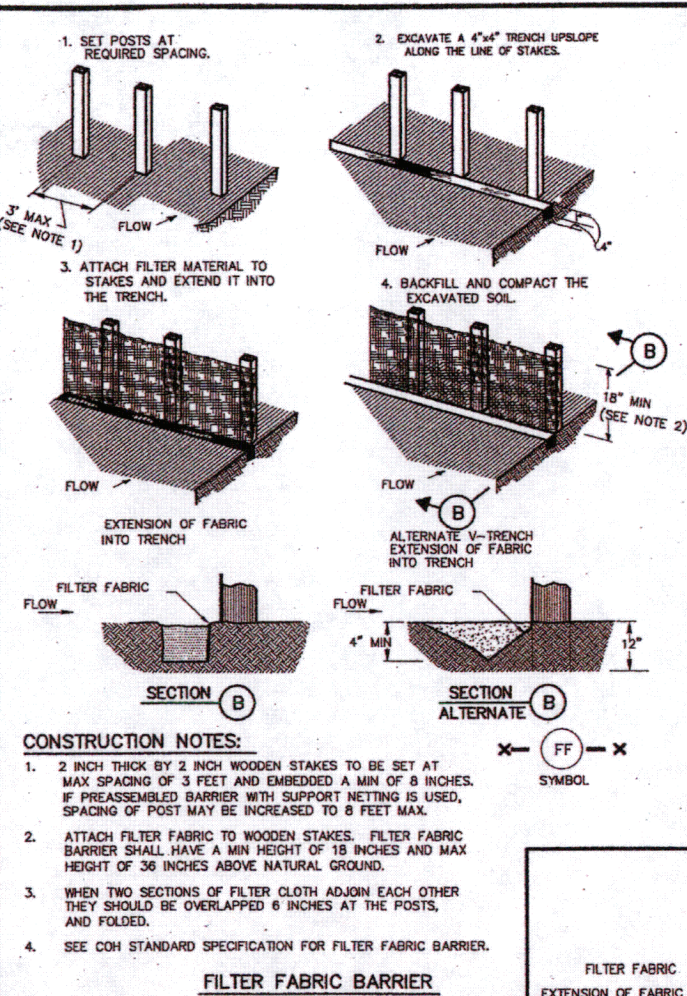 1. SET POSTS AT
REQUIRED SPACING.
3' MAX
(SEE NOTE 1)
FLOW
2. EXCAVATE A 4"x4" TRENCH UPSLOPE
ALONG THE LINE OF STAKES.
FLOW
4"
3. ATTACH FILTER MATERIAL TO
STAKES AND EXTEND IT INTO
THE TRENCH.
FLOW
EXTENSION OF FABRIC
INTO TRENCH
4. BACKFILL AND COMPACT THE
EXCAVATED SOIL.
B
18" MIN
(SEE NOTE 2)
FLOW
B
ALTERNATE V-TRENCH
EXTENSION OF FABRIC
INTO TRENCH
FILTER FABRIC
FLOW
SECTION B
FILTER FABRIC
FLOW
4" MIN
12"
SECTION
ALTERNATE B
X- FF -X
SYMBOL
CONSTRUCTION NOTES:
1. 2 INCH THICK BY 2 INCH WOODEN STAKES TO BE SET AT
MAX SPACING OF 3 FEET AND EMBEDDED A MIN OF 8 INCHES.
IF PREASSEMBLED BARRIER WITH SUPPORT NETTING IS USED,
SPACING OF POST MAY BE INCREASED TO 8 FEET MAX.
2. ATTACH FILTER FABRIC TO WOODEN STAKES. FILTER FABRIC
BARRIER SHALL HAVE A MIN HEIGHT OF 18 INCHES AND MAX
HEIGHT OF 36 INCHES ABOVE NATURAL GROUND.
3. WHEN TWO SECTIONS OF FILTER CLOTH ADJOIN EACH OTHER
THEY SHOULD BE OVERLAPPED 6 INCHES AT THE POSTS,
AND FOLDED.
4. SEE COH STANDARD SPECIFICATION FOR FILTER FABRIC BARRIER.
FILTER FABRIC BARRIER
FILTER FABRIC
EXTENSION OF FABRIC